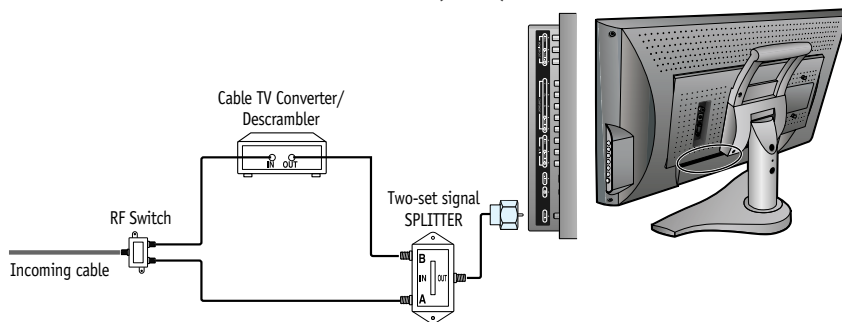 Cable TV Converter/
Descrambler
IN OUT
Two-set signal
SPLITTER
RF Switch
Incoming cable
B
IN OUT
A